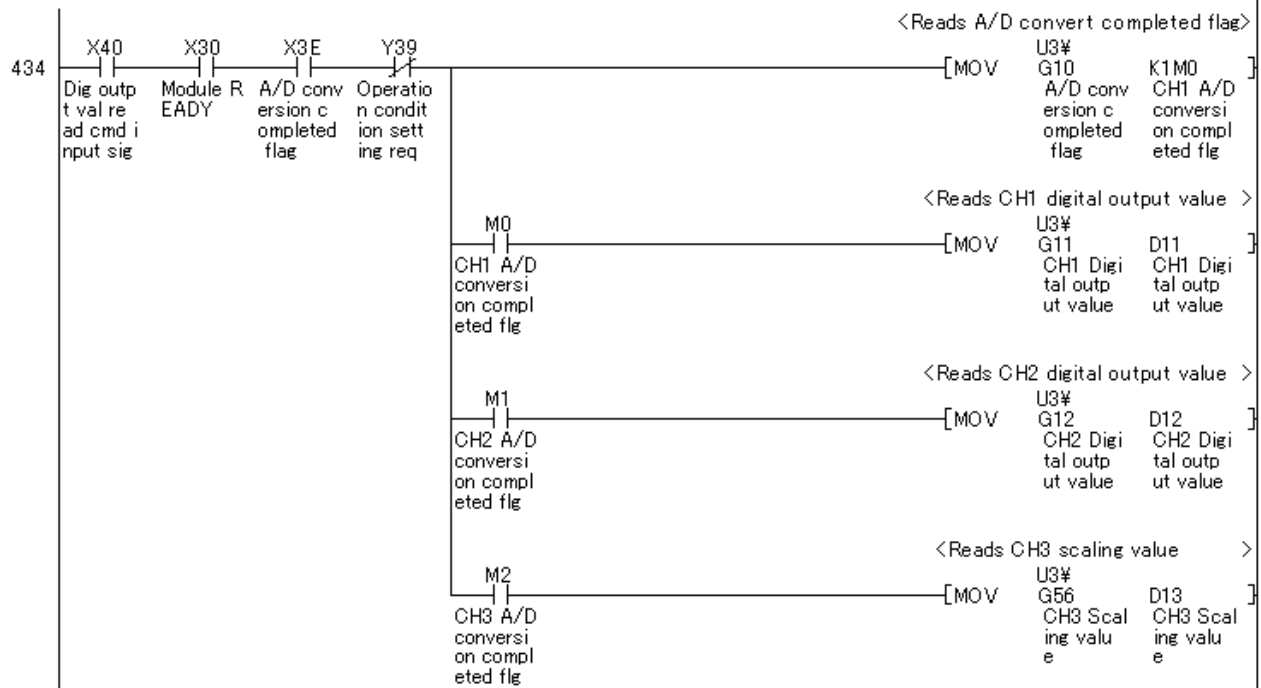 <Reads A/D convert completed flag>
X40 X30 X3E Y39 U3¥
434 [MOV G10 K1M0 ]
Dig outp Module R A/D conv Operatio A/D conv CH1 A/D
t val re EADY ersion c n condit ersion c conversi
ad cmd i ompleted ion sett ompleted on compl
nput sig flag ing req flag eted flg
<Reads CH1 digital output value >
M0 U3¥
[MOV G11 D11 ]
CH1 A/D CH1 Digi CH1 Digi
conversi tal outp tal outp
on compl ut value ut value
eted flg
<Reads CH2 digital output value >
M1 U3¥
[MOV G12 D12 ]
CH2 A/D CH2 Digi CH2 Digi
conversi tal outp tal outp
on compl ut value ut value
eted flg
<Reads CH3 scaling value >
M2 U3¥
[MOV G56 D13 ]
CH3 A/D CH3 Scal CH3 Scal
conversi ing valu ing valu
on compl e e
eted flg